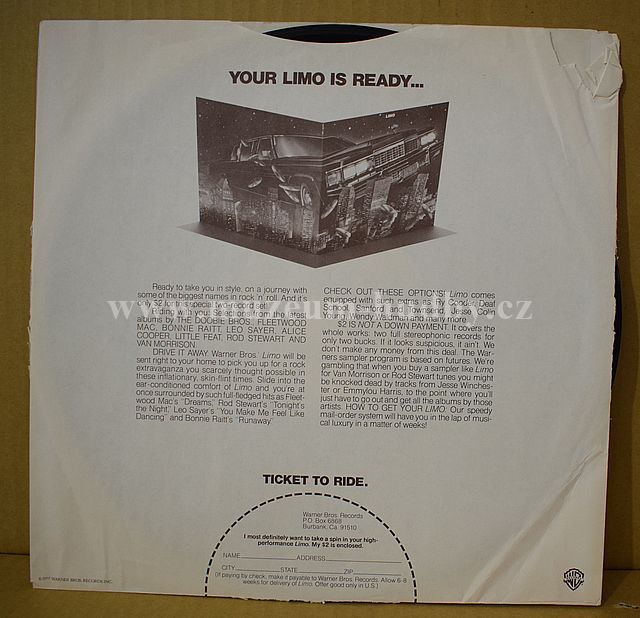 YOUR LIMO IS READY...
LIMO
Ready to take you in style, on a journey with
some of the biggest names in rock 'n' roll. And it's
only $2 for this special two-record set.
Riding in your Limo
albums by THE DOOBIE BROS., FLEETWOOD
MAC, BONNIE RAITT, LEO SAYER, ALICE
COOPER, LITTLE FEAT, ROD STEWART AND
VAN MORRISON.
DRIVE IT AWAY. Warner Bros.' Limo will be
sent right to your home to pick you up for a rock
extravaganza you scarcely thought possible in
these inflationary, skin-flint times. Slide into the
ear-conditioned comfort of Limo and you're at
once surrounded by such full-fledged hits as Fleet-
wood Mac's "Dreams," Rod Stewart's "Tonight's
the Night," Leo Sayer's "You Make Me Feel Like
Dancing" and Bonnie Raitt's "Runaway."
CHECK OUT THESE OPTIONS! Limo comes
equipped with such extras as Ry Cooder, Deaf
School,
Young, Wendy Waldman and many more.
$2 IS NOT A DOWN PAYMENT. It covers the
whole works: two full stereophonic records for
only two bucks. If it looks suspicious, it ain't. We
don't make any money from this deal. The War-
ners sampler program is based on futures. We're
gambling that when you buy a sampler like Limo
for Van Morrison or Rod Stewart tunes you might
be knocked dead by tracks from Jesse Winches-
ter or Emmylou Harris, to the point where you'll
just have to go out and get all the albums by those
artists. HOW TO GET YOUR LIMO. Our speedy
mail-order system will have you in the lap of musi-
cal luxury in a matter of weeks!
www.muzeum-hudby.cz
TICKET TO RIDE.
Warner Bros. Records
P.O. Box 6868
Burbank, Ca. 91510
I most definitely want to take a spin in your high-
performance Limo. My $2 is enclosed.
NAME ADDRESS
CITY STATE ZIP
(If paying by check, make it payable to Warner Bros. Records. Allow 6-8
weeks for delivery of Limo. Offer good only in U.S.)
©1977 WARNER BROS. RECORDS INC.